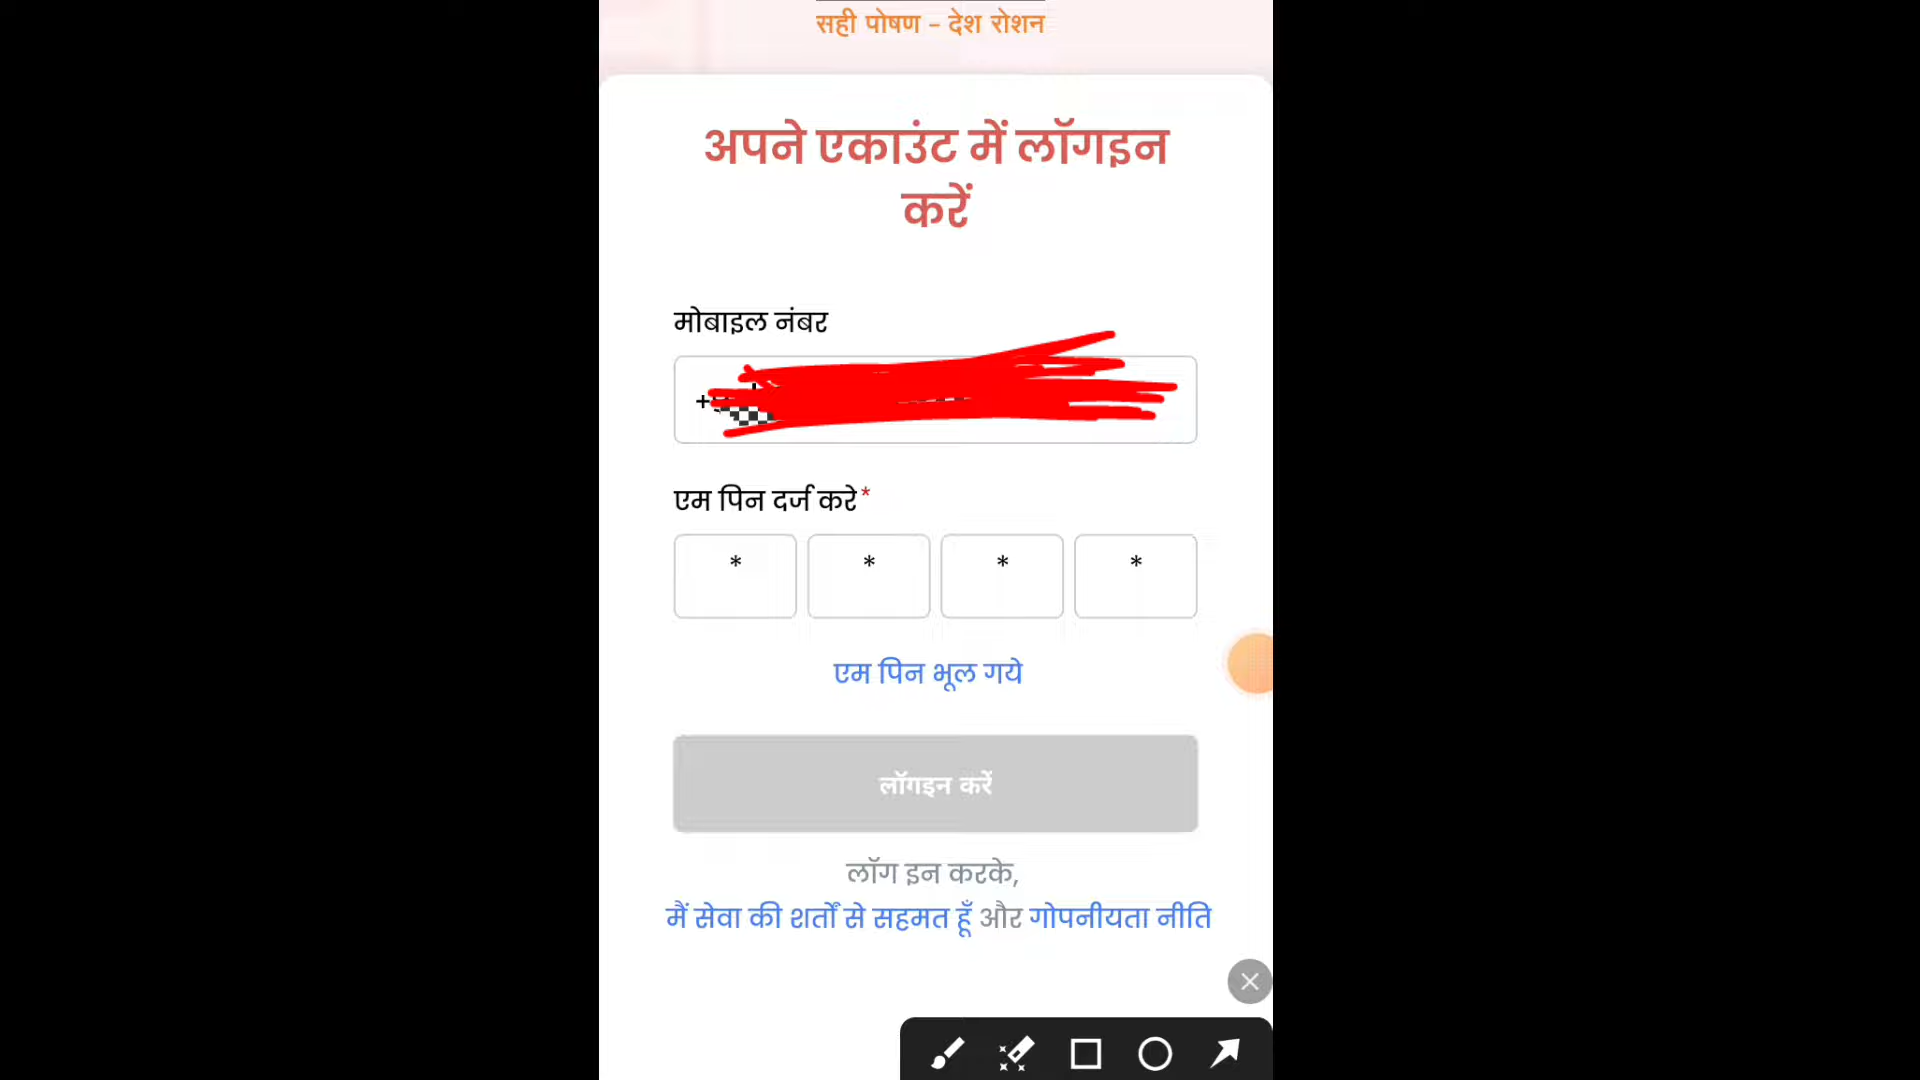 सही पोषण - देश रोशन
अपने एकाउंट में लॉगइन
करें
मोबाइल नंबर
एम पिन दर्ज करे*
* * * *
एम पिन भूल गये
लॉगइन करें
लॉग इन करके,
मैं सेवा की शर्तों से सहमत हूँ और गोपनीयता नीति